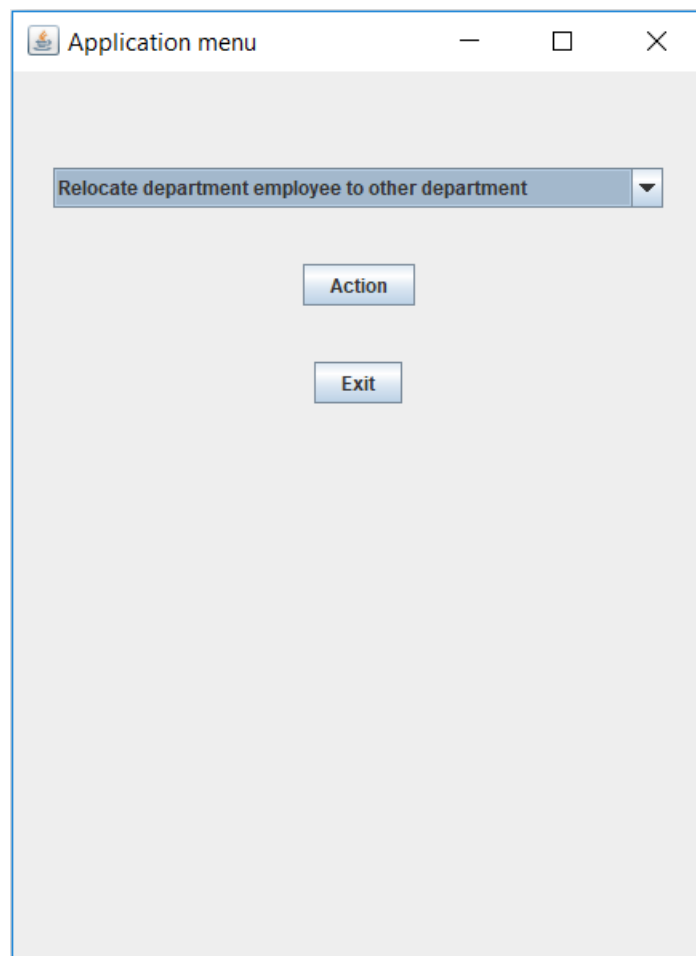 Application menu
Relocate department employee to other department
Action
Exit